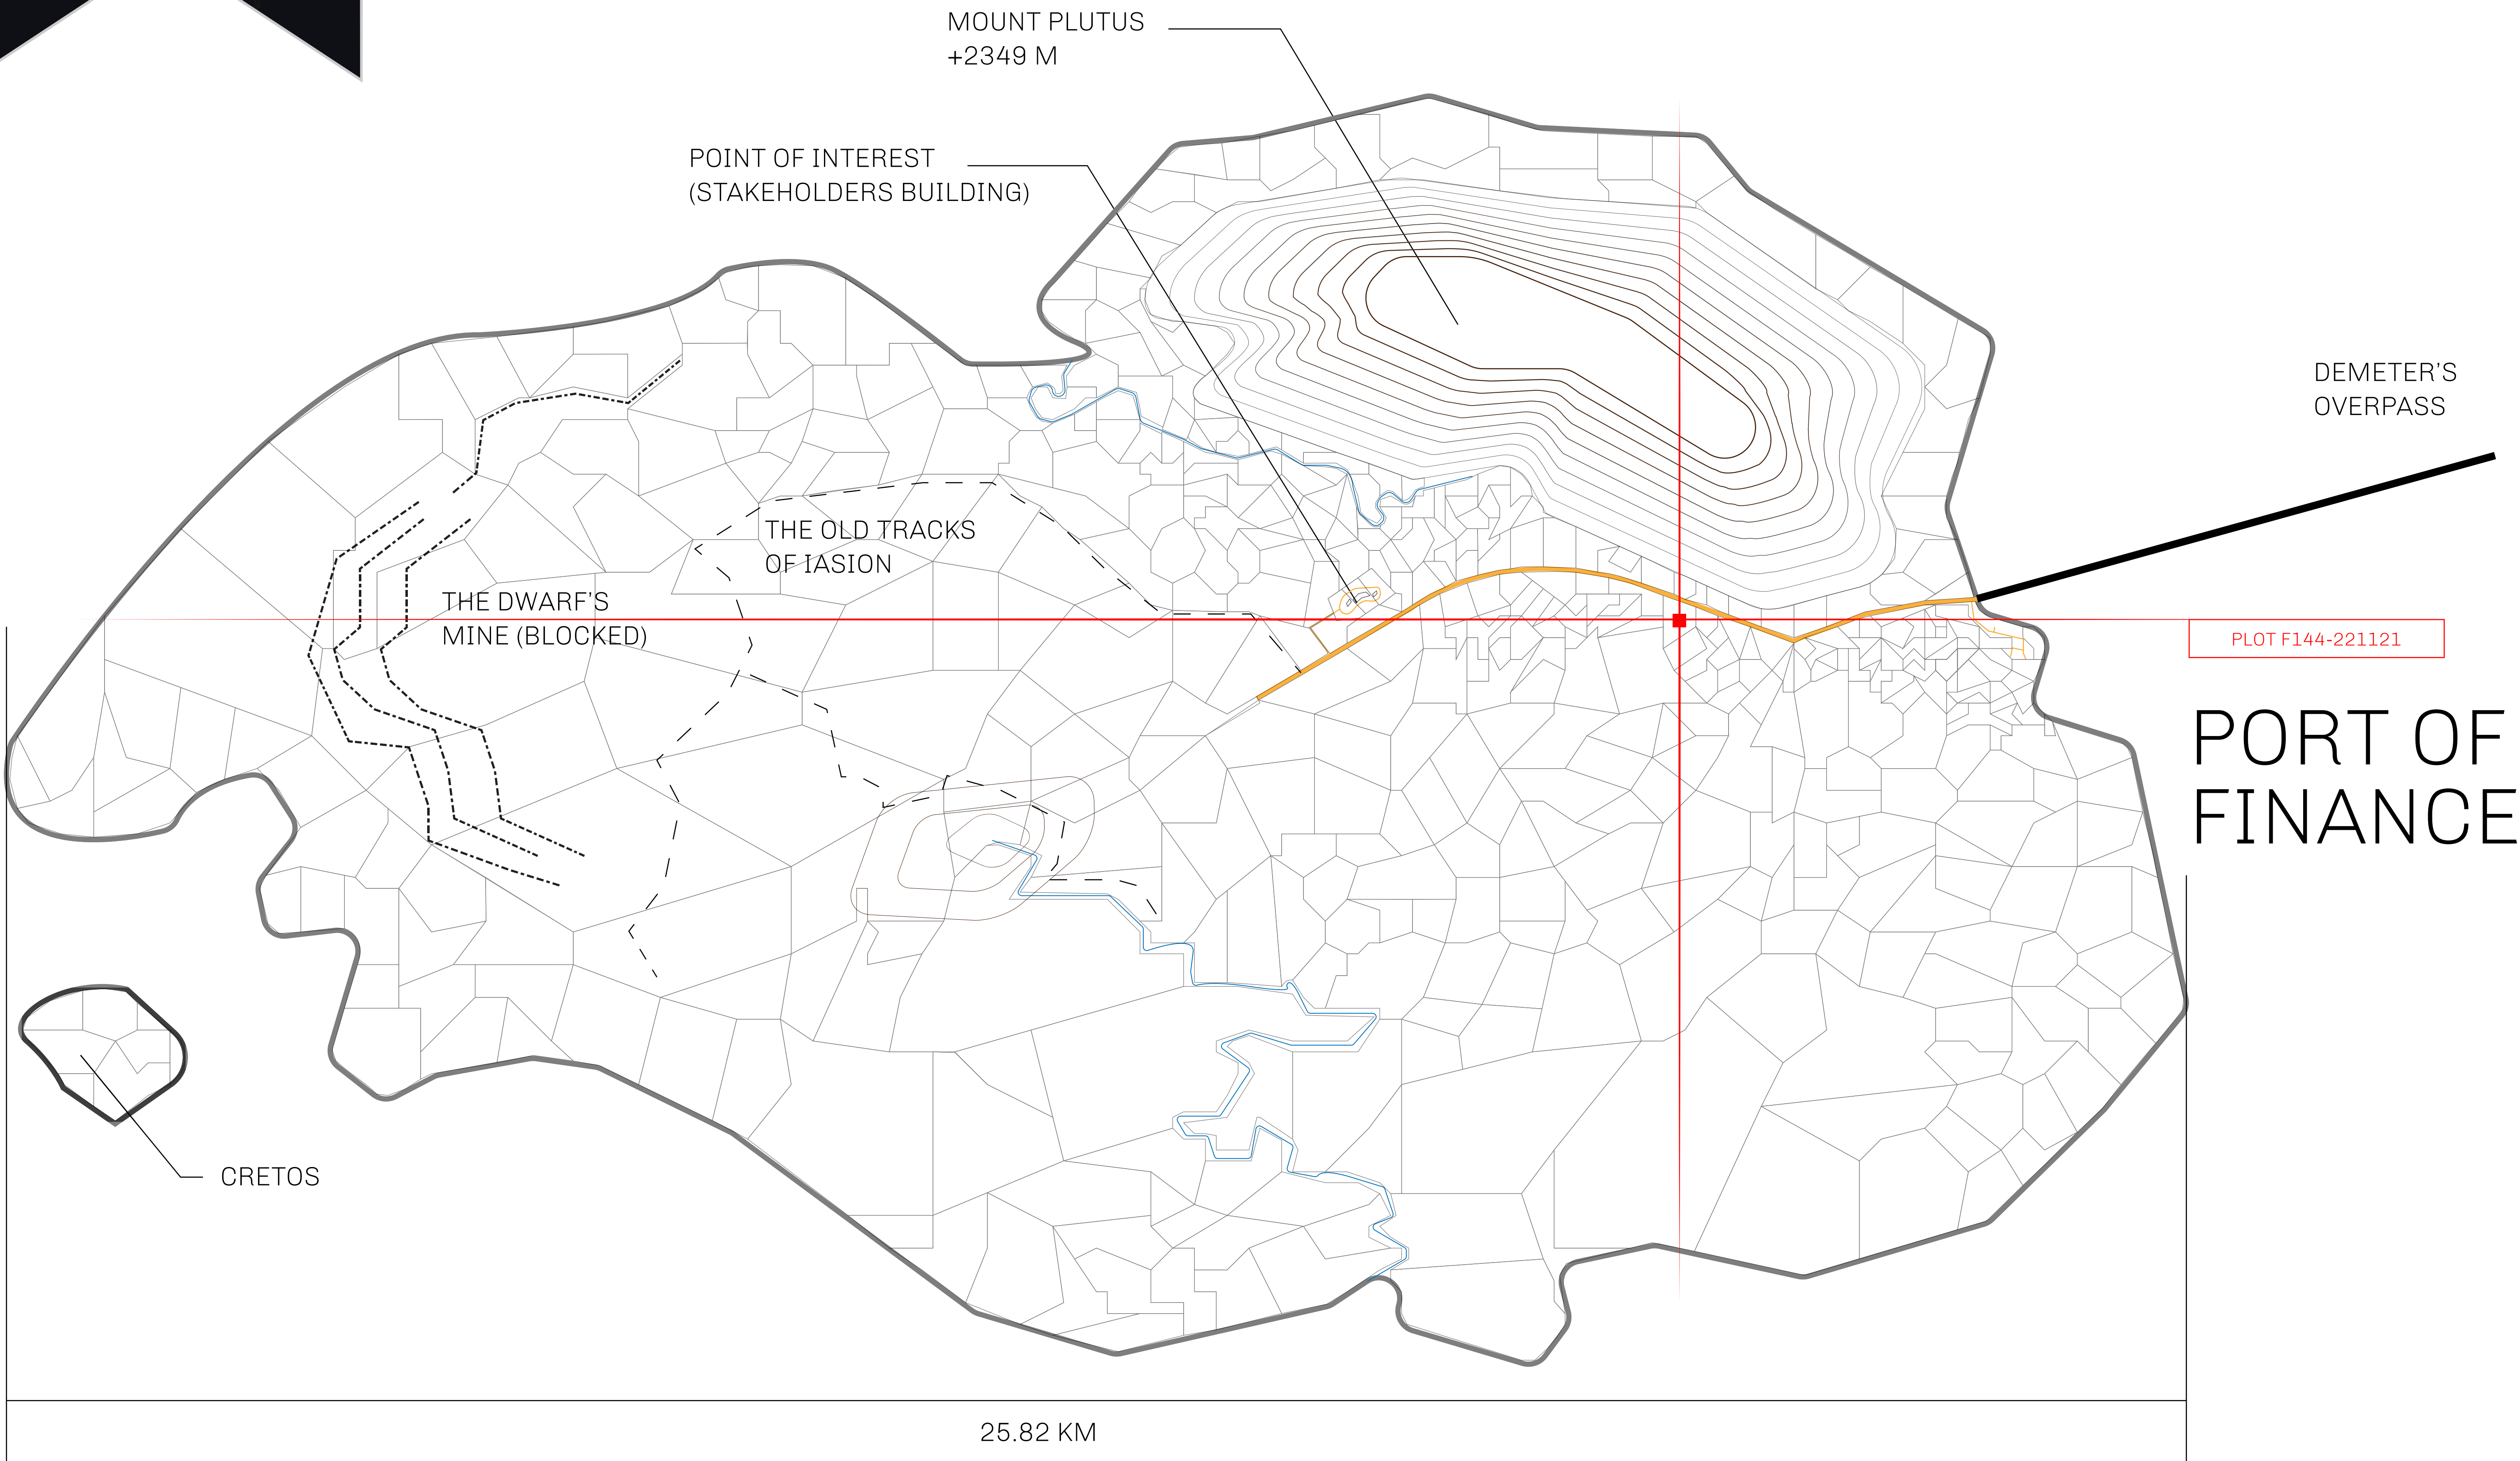 MOUNT PLUTUS
+2349 M
POINT OF INTEREST
(STAKEHOLDERS BUILDING)
DEMETER'S
OVERPASS
THE OLD TRACKS
OF IASION
THE DWARF'S
MINE (BLOCKED)
PLOT F144-221121
PORT OF
FINANCE
CRETOS
25.82 KM